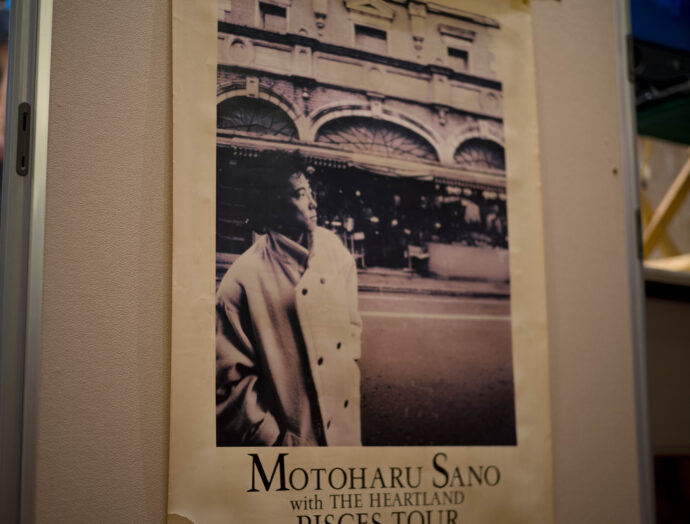 MOTOHARU SANO
with THE HEARTLAND
PISCES TOUR